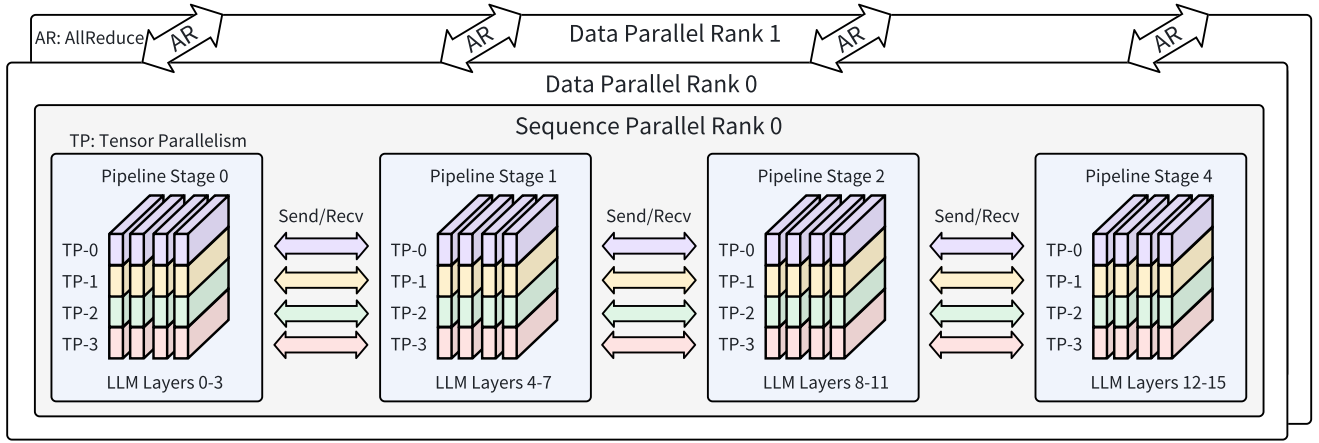 AR: AllReduce
AR
AR
Data Parallel Rank 1
AR
AR
Data Parallel Rank 0
Sequence Parallel Rank 0
TP: Tensor Parallelism
Pipeline Stage 0
TP-0
TP-1
TP-2
TP-3
LLM Layers 0-3
Send/Recv
Pipeline Stage 1
TP-0
TP-1
TP-2
TP-3
LLM Layers 4-7
Send/Recv
Pipeline Stage 2
TP-0
TP-1
TP-2
TP-3
LLM Layers 8-11
Send/Recv
Pipeline Stage 4
TP-0
TP-1
TP-2
TP-3
LLM Layers 12-15